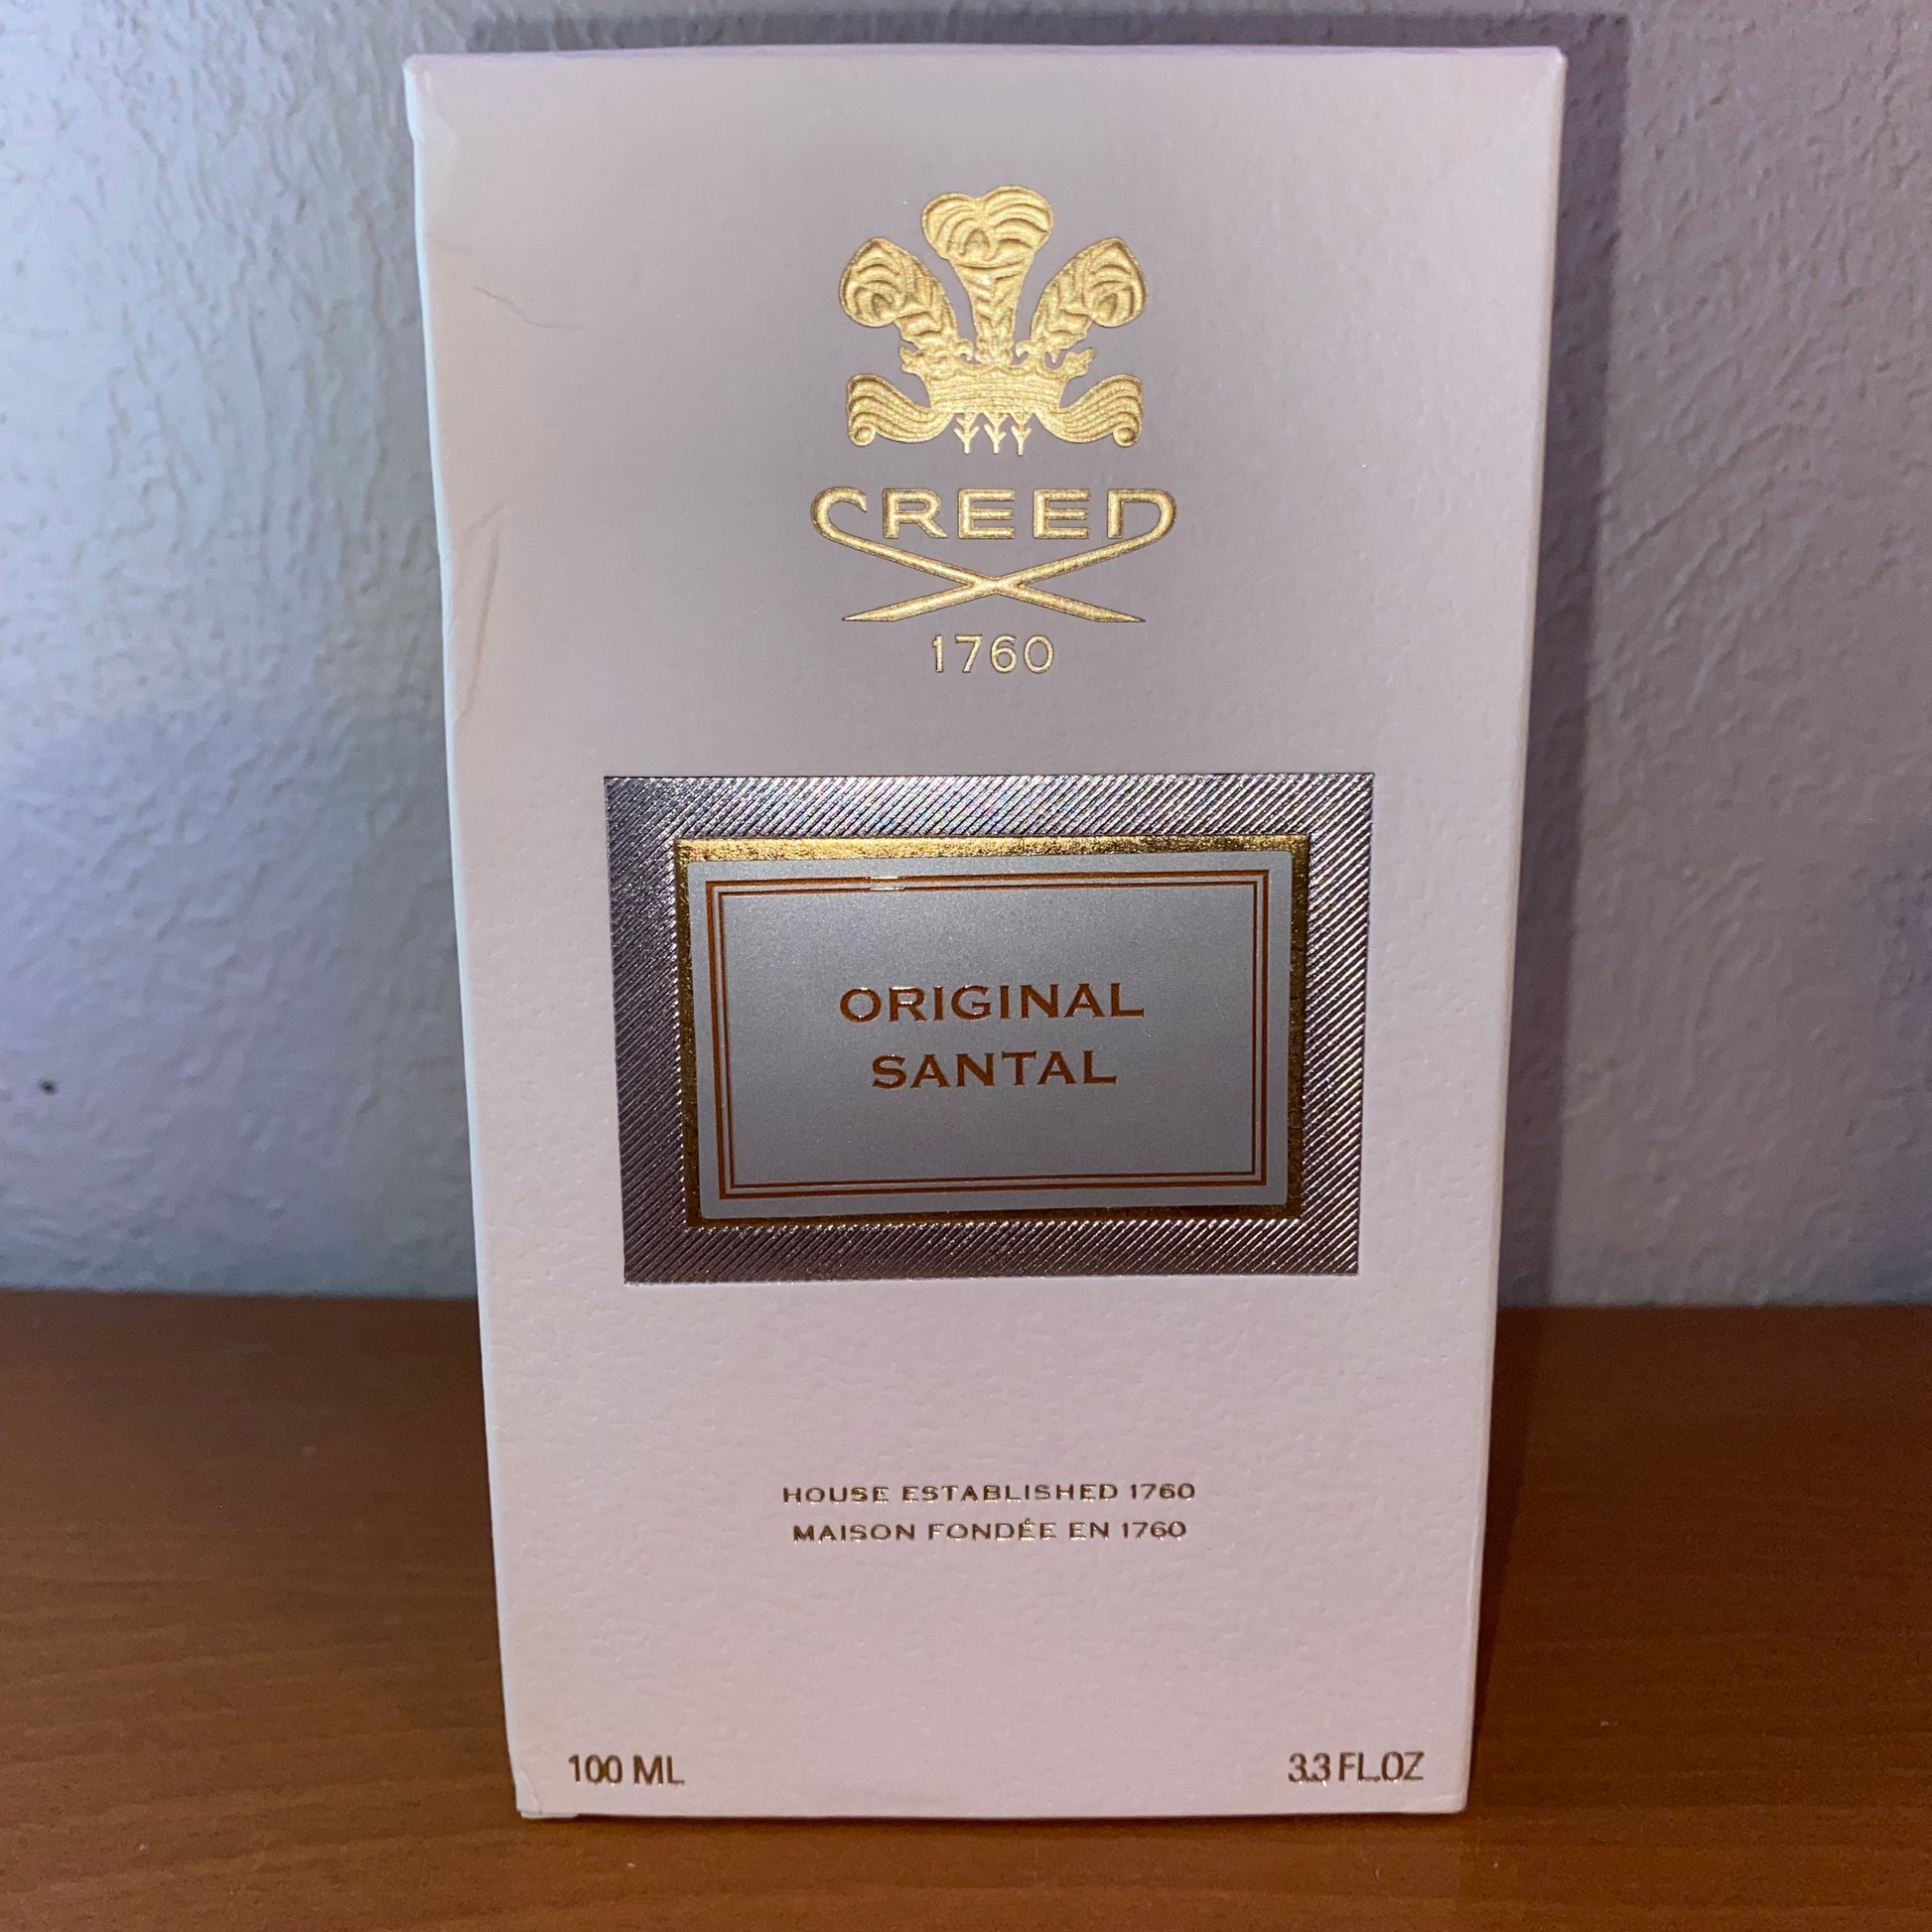 CREED
1760
ORIGINAL
SANTAL
HOUSE ESTABLISHED 1760
MAISON FONDÉE EN 1760
100 ML
3.3 FL.OZ